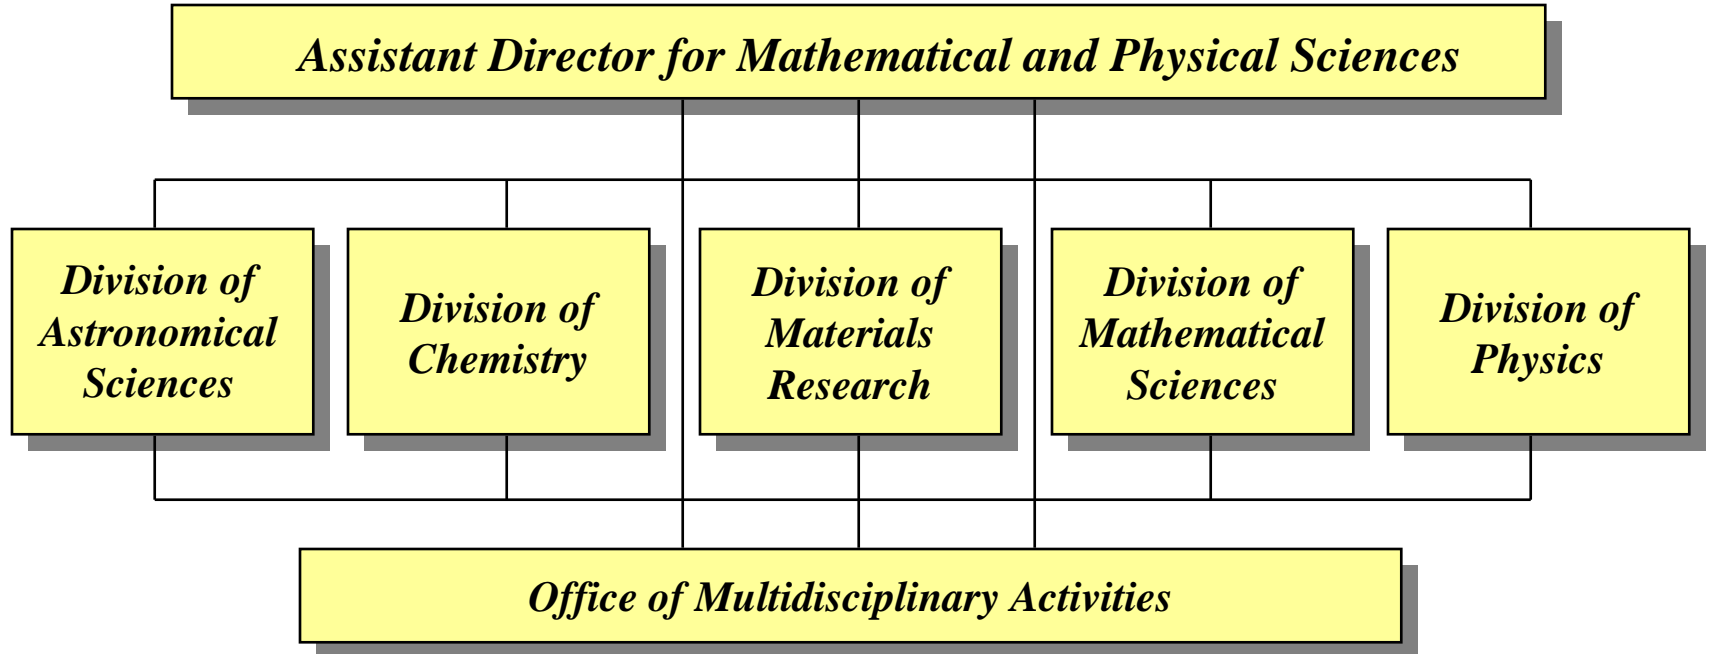 Assistant Director for Mathematical and Physical Sciences
Division of
Astronomical
Sciences
Division of
Chemistry
Division of
Materials
Research
Division of
Mathematical
Sciences
Division of
Physics
Office of Multidisciplinary Activities